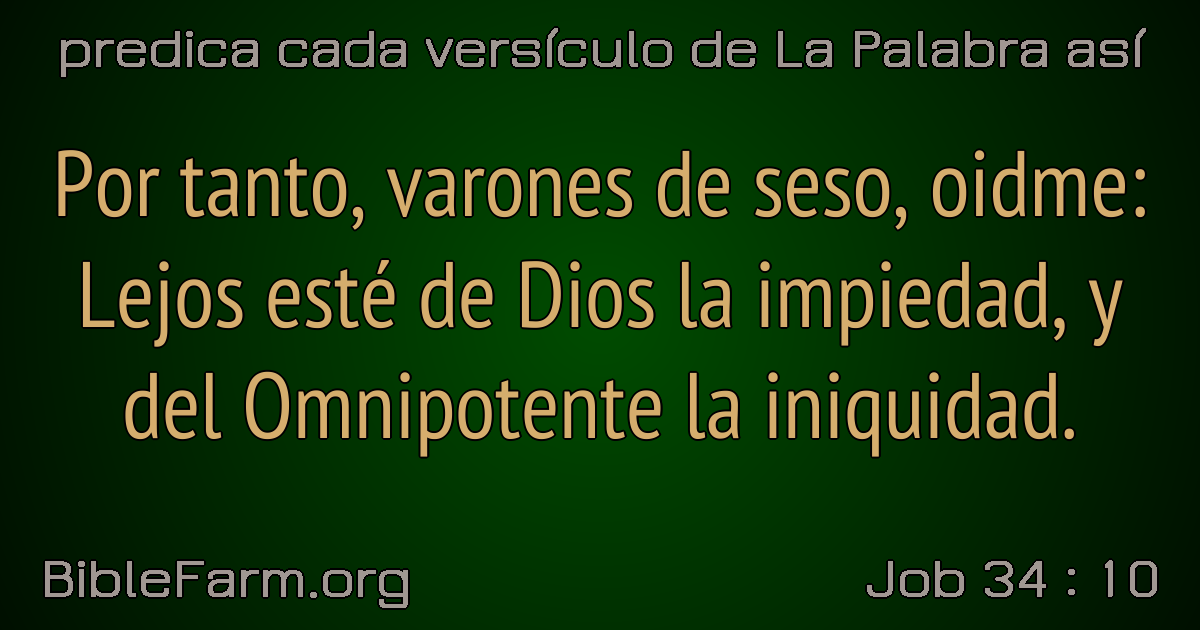 predica cada versículo de La Palabra así
Por tanto, varones de seso, oidme:
Lejos esté de Dios la impiedad, y
del Omnipotente la iniquidad.
BibleFarm.org
Job 34 : 10